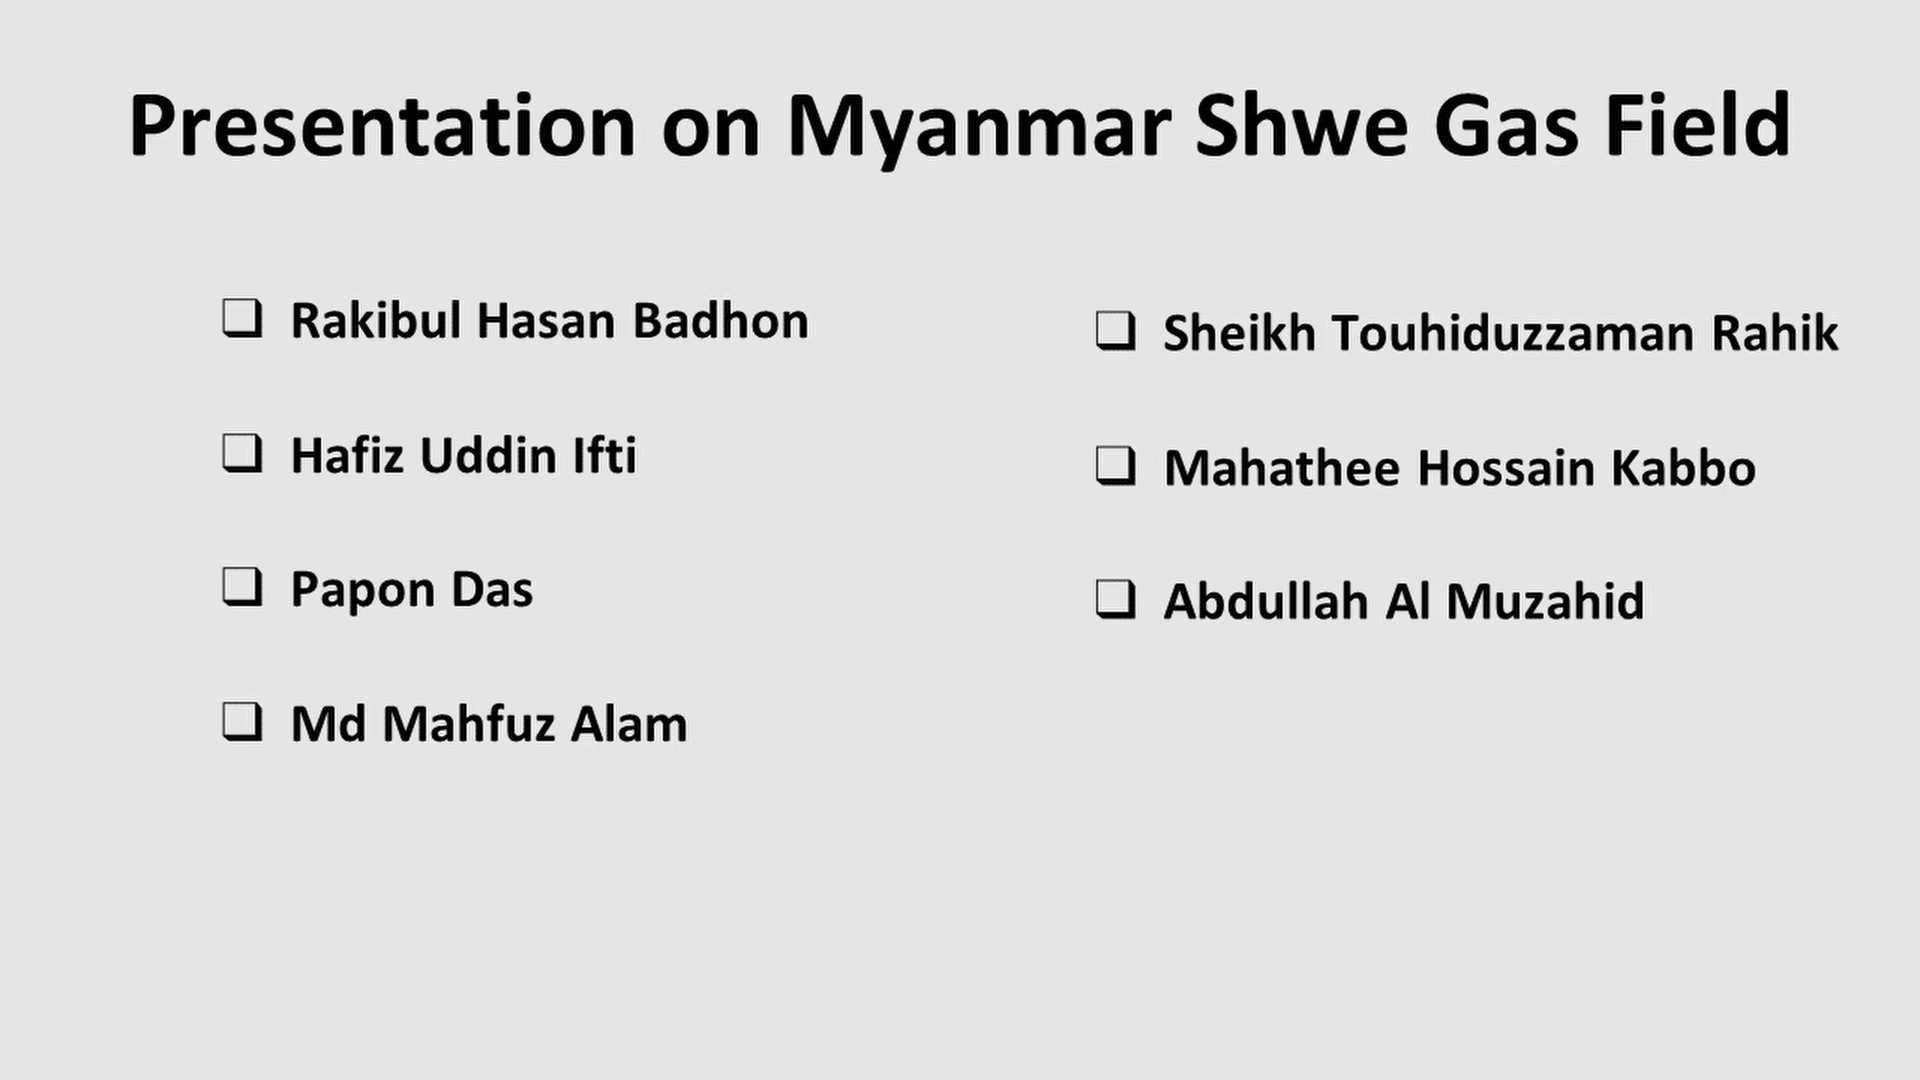 Presentation on Myanmar Shwe Gas Field
❑ Rakibul Hasan Badhon
❑ Hafiz Uddin Ifti
❑ Papon Das
❑ Md Mahfuz Alam
❑ Sheikh Touhiduzzaman Rahik
❑ Mahathee Hossain Kabbo
❑ Abdullah Al Muzahid